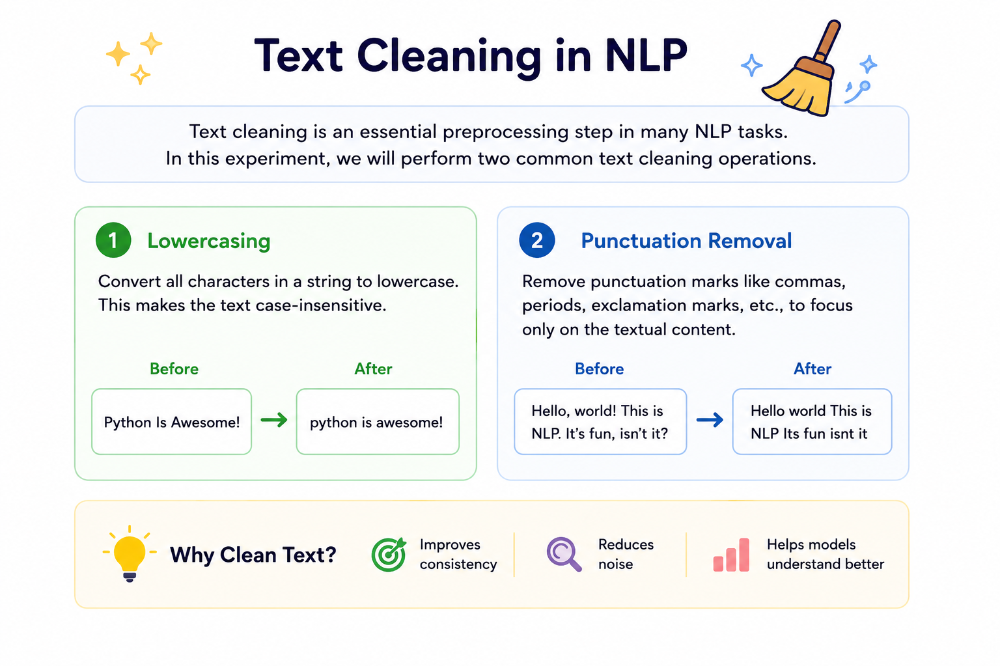 Text Cleaning in NLP
Text cleaning is an essential preprocessing step in many NLP tasks.
In this experiment, we will perform two common text cleaning operations.
1 Lowercasing
Convert all characters in a string to lowercase.
This makes the text case-insensitive.
Before After
Python Is Awesome! → python is awesome!
2 Punctuation Removal
Remove punctuation marks like commas,
periods, exclamation marks, etc., to focus
only on the textual content.
Before After
Hello, world! This is
NLP. It’s fun, isn’t it?
→
Hello world This is
NLP Its fun isnt it
Why Clean Text?
Improves
consistency
Reduces
noise
Helps models
understand better